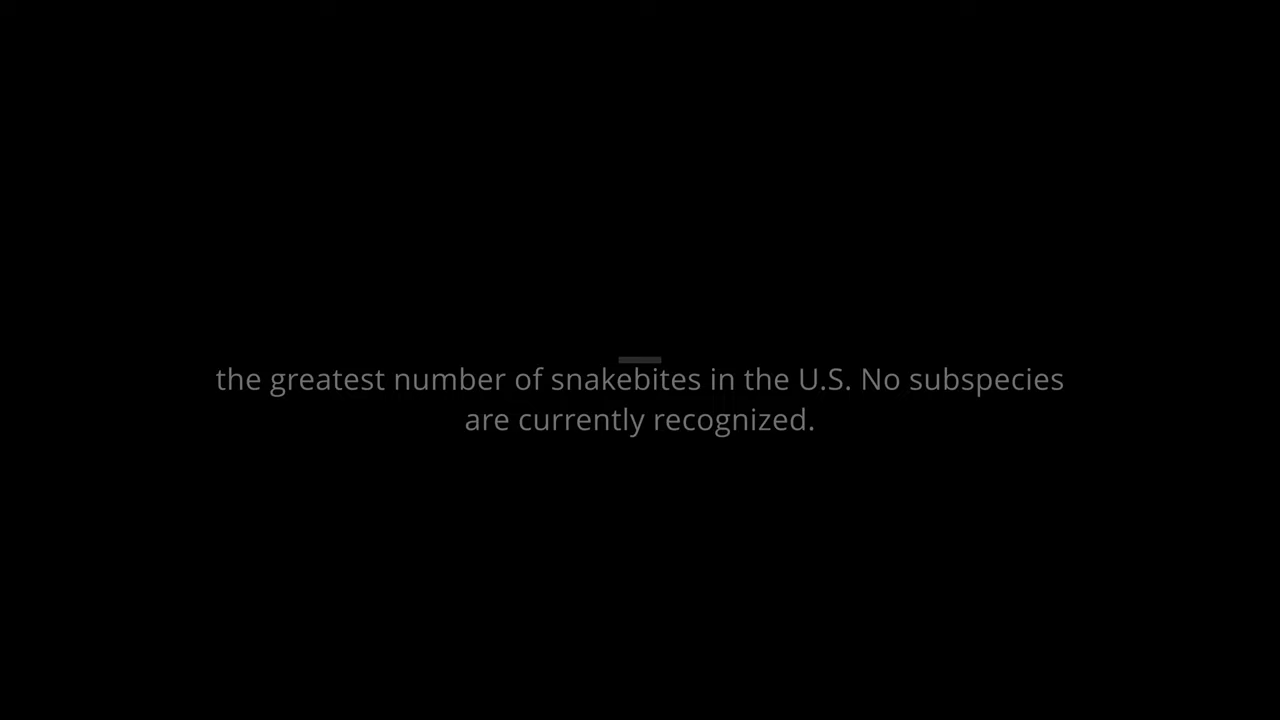 the greatest number of snakebites in the U.S. No subspecies
are currently recognized.